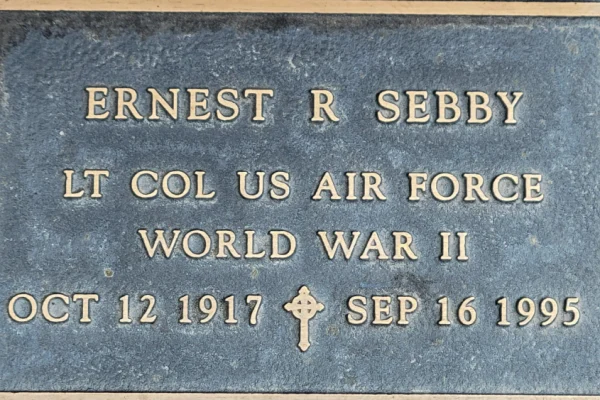 ERNEST R SEBBY
LT COL US AIR FORCE
WORLD WAR II
OCT 12 1917 SEP 16 1995